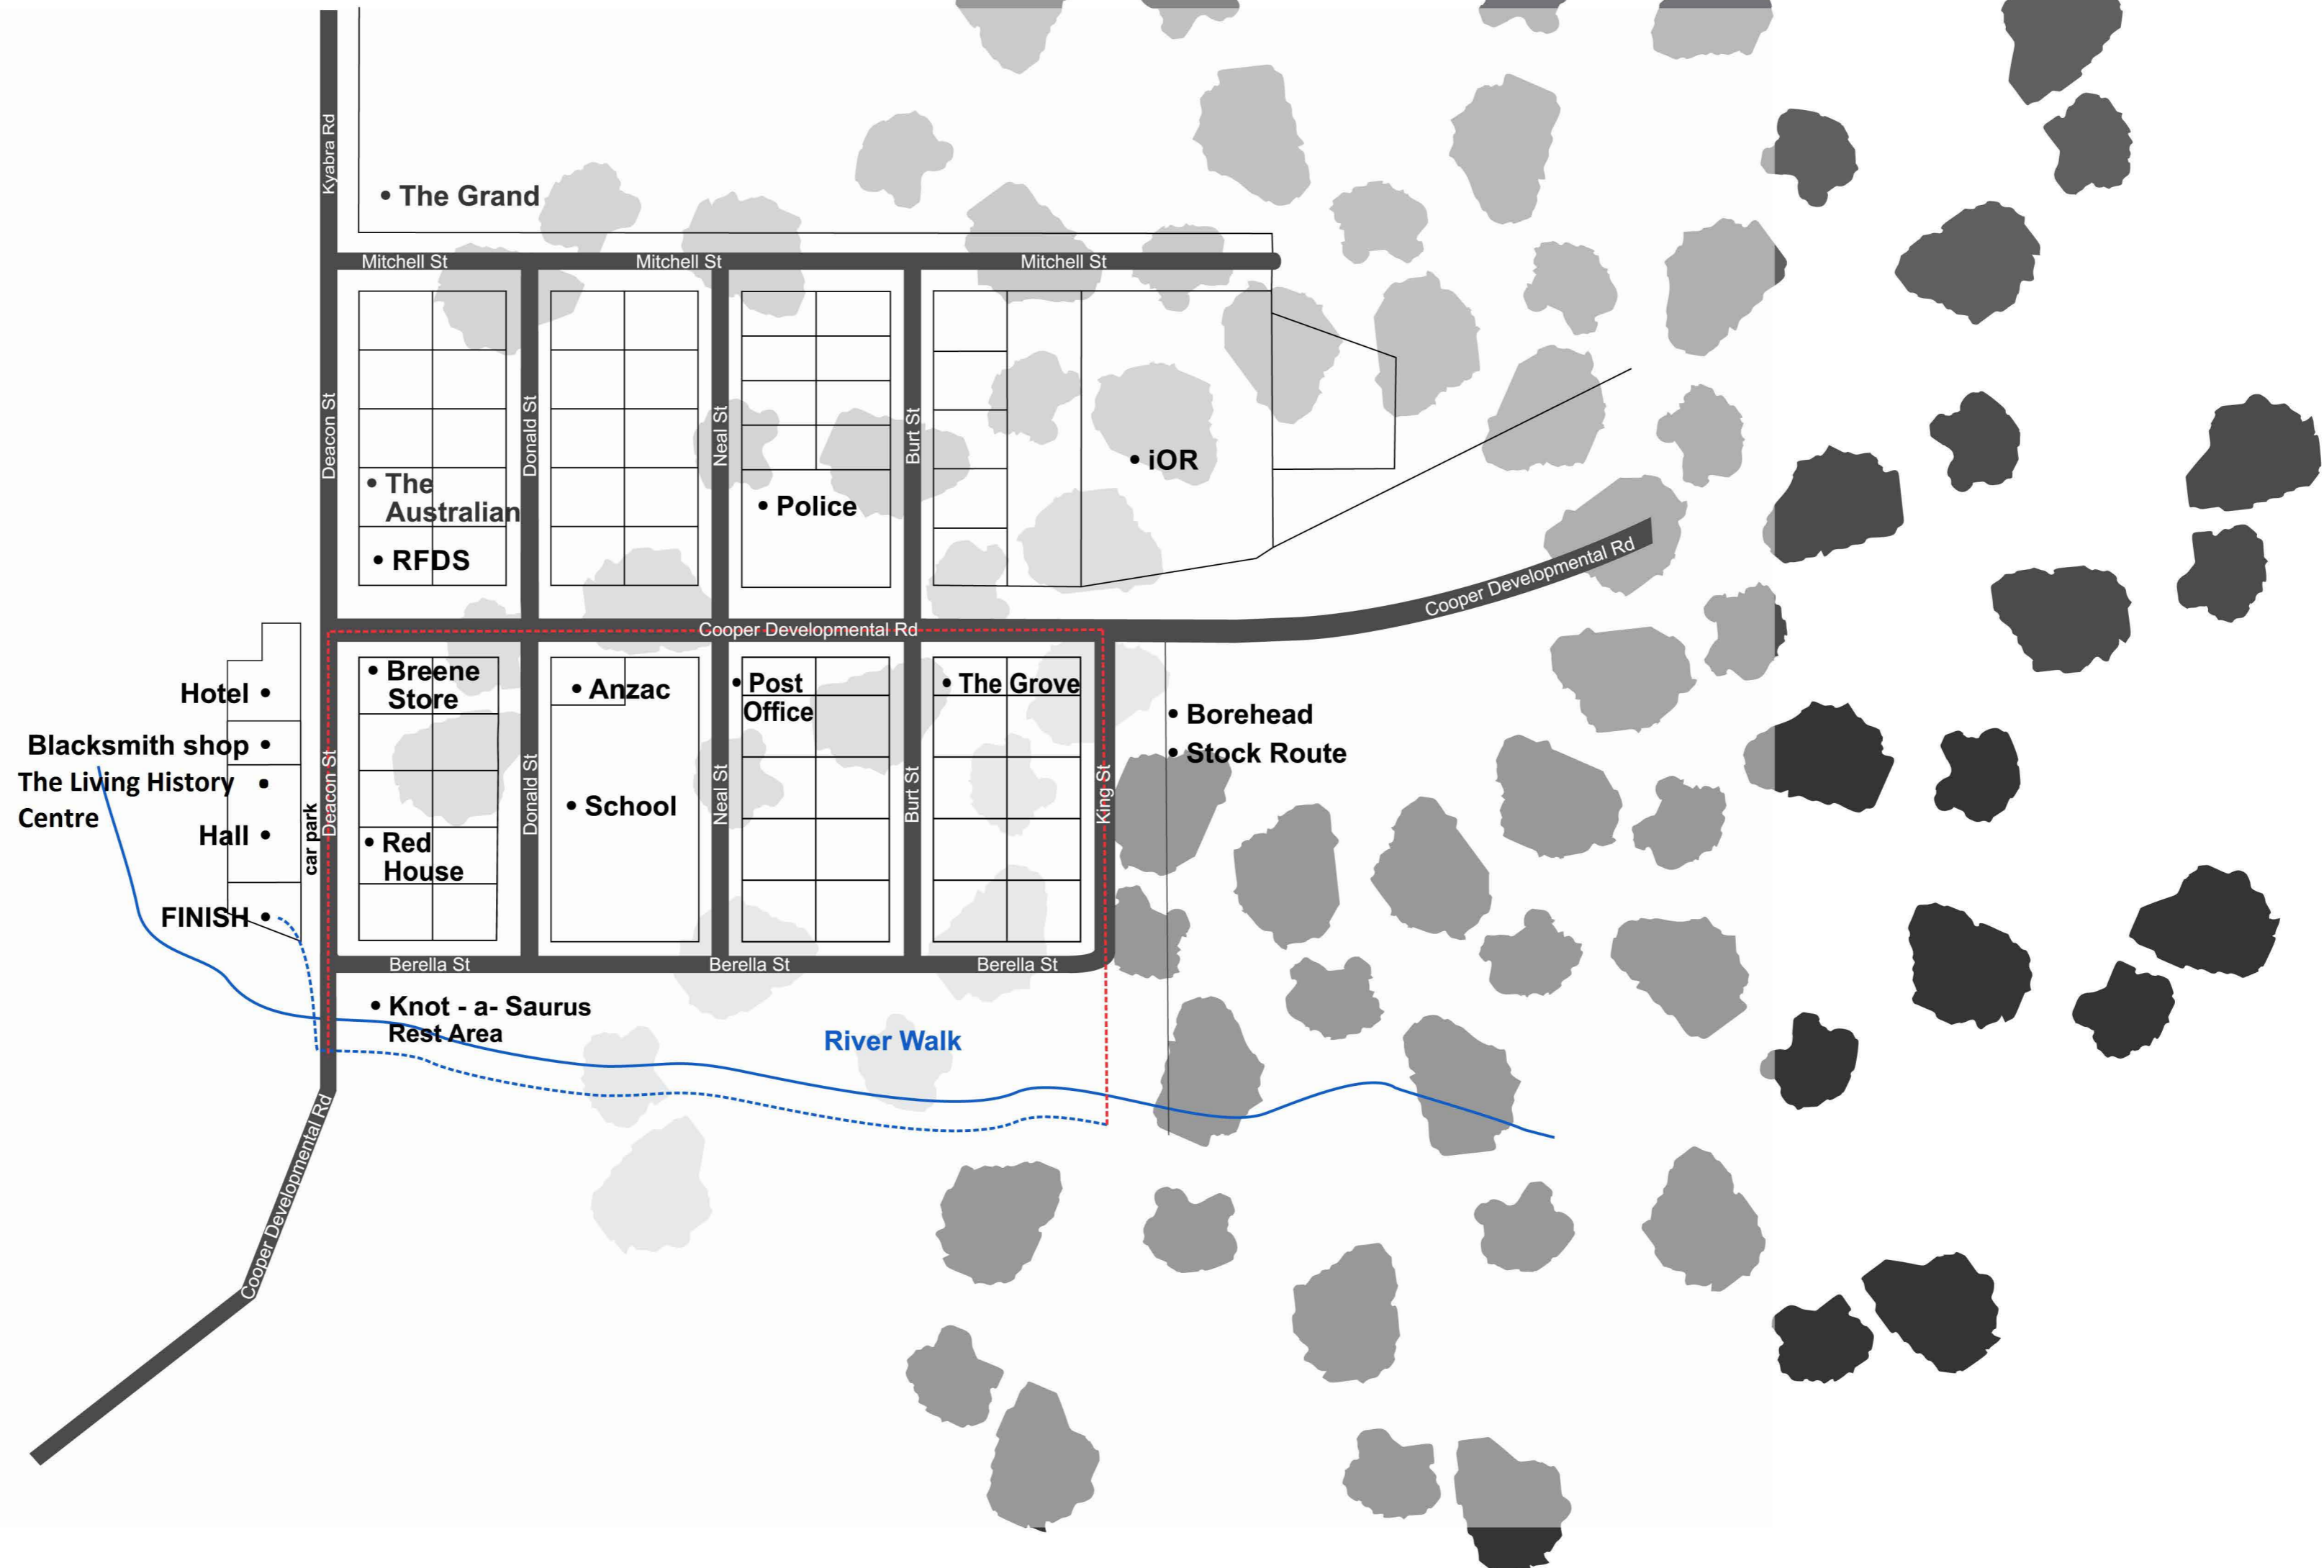 Kyabra Rd
• The Grand
Mitchell St
Mitchell St
Mitchell St
Deacon St
Donald St
Neal St
Burt St
• The
Australian
• RFDS
• Police
• iOR
Cooper Developmental Rd
Cooper Developmental Rd
Hotel •
Blacksmith shop •
The Living History •
Centre
Hall •
FINISH •
car park
Deacon St
• Breene
Store
• Red
House
Donald St
• Anzac
• School
Neal St
• Post
Office
Burt St
• The Grove
King St
• Borehead
• Stock Route
Berella St
Berella St
Berella St
• Knot - a- Saurus
Rest Area
River Walk
Cooper Developmental Rd